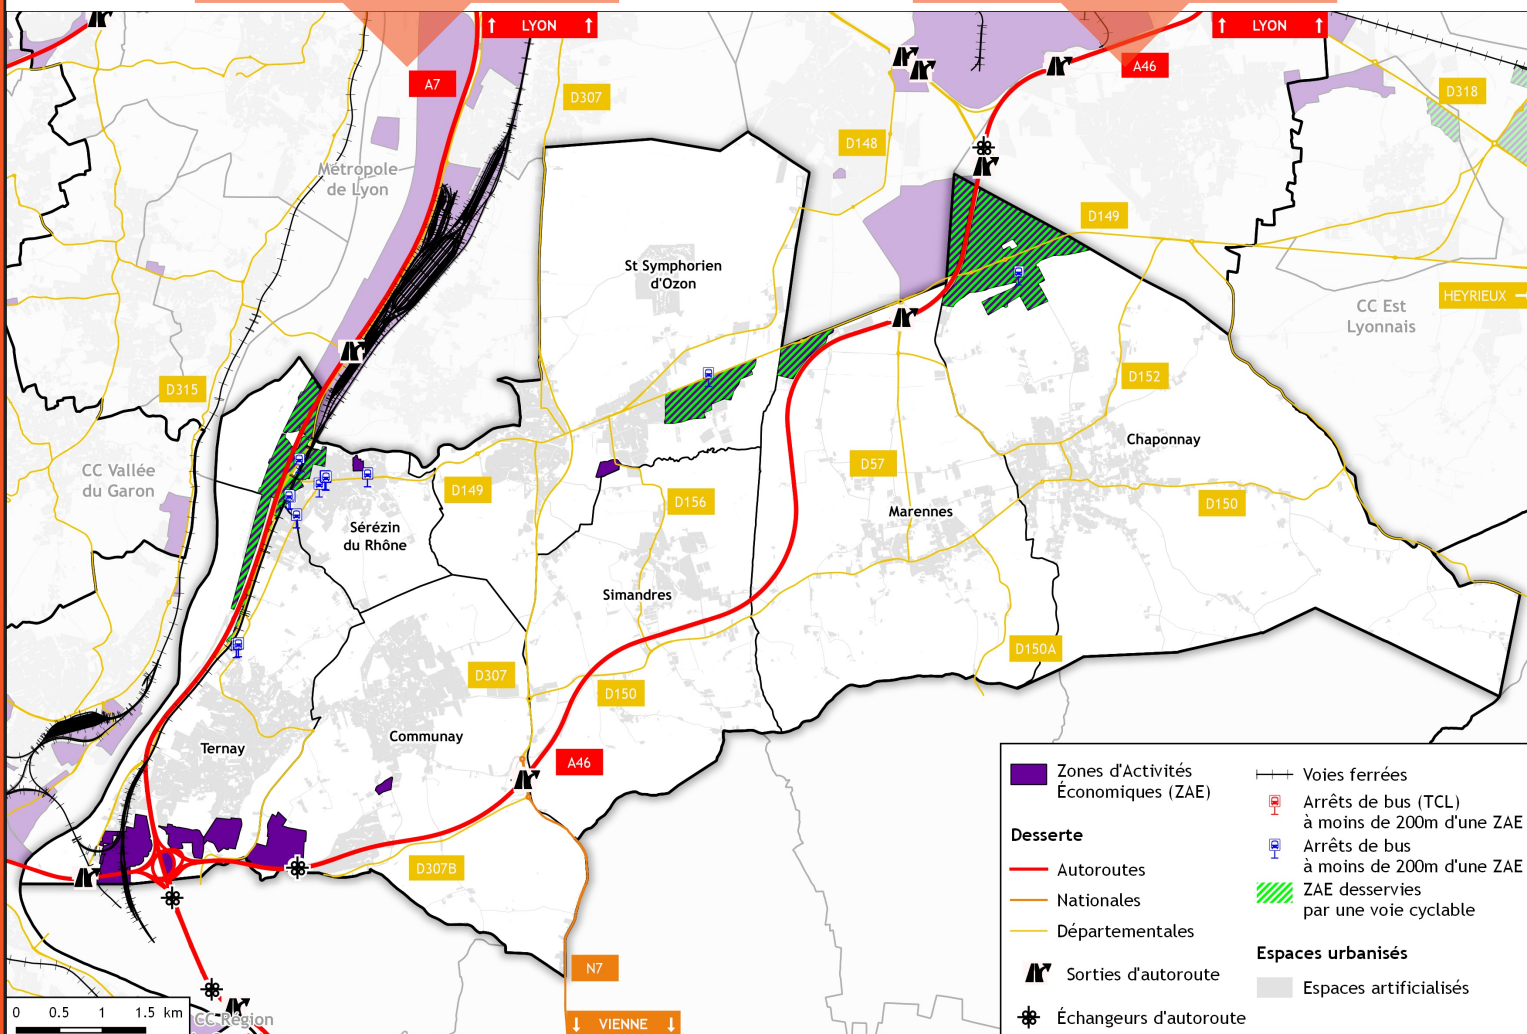 ↑ LYON ↑
↑ LYON ↑
A7
A46
D307
D318
D148
Métropole
de Lyon
D149
St Symphorien
d'Ozon
HEYRIEUX
CC Est
Lyonnais
D315
D152
Chaponnay
CC Vallée
du Garon
D149
D57
D156
D150
Marennes
Sérézin
du Rhône
Simandres
D150A
D307
D150
Communay
Ternay
A46
D307B
N7
↓ VIENNE ↓
CC Région
0 0.5 1 1.5 km
Zones d'Activités
Économiques (ZAE)
Desserte
Autoroutes
Nationales
Départementales
Sorties d'autoroute
Échangeurs d'autoroute
Voies ferrées
Arrêts de bus (TCL)
à moins de 200m d'une ZAE
Arrêts de bus
à moins de 200m d'une ZAE
ZAE desservies
par une voie cyclable
Espaces urbanisés
Espaces artificialisés